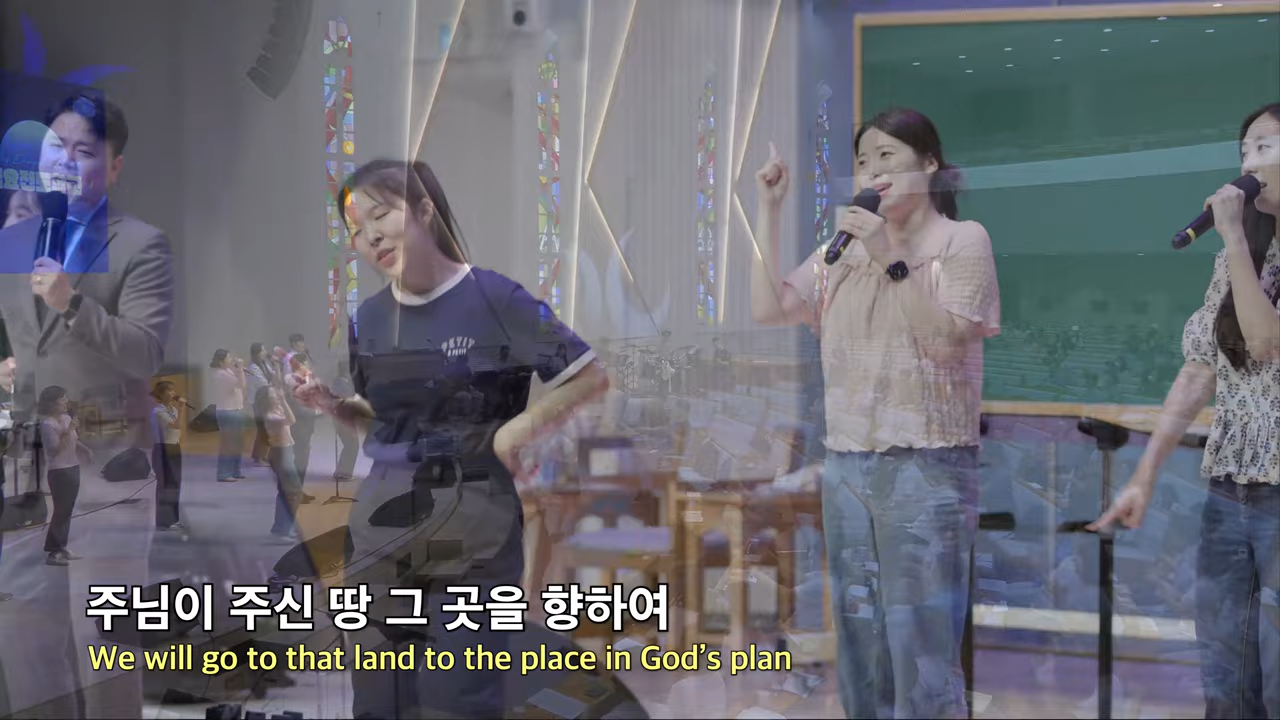 주님이 주신 땅 그 곳을 향하여
We will go to that land to the place in God's plan